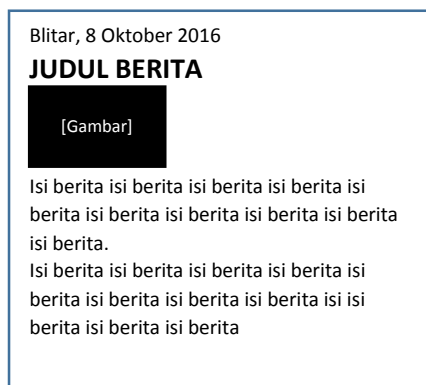 Blitar, 8 Oktober 2016
JUDUL BERITA
[Gambar]
Isi berita isi berita isi berita isi berita isi
berita isi berita isi berita isi berita isi berita
isi berita.
Isi berita isi berita isi berita isi berita isi
berita isi berita isi berita isi berita isi isi
berita isi berita isi berita